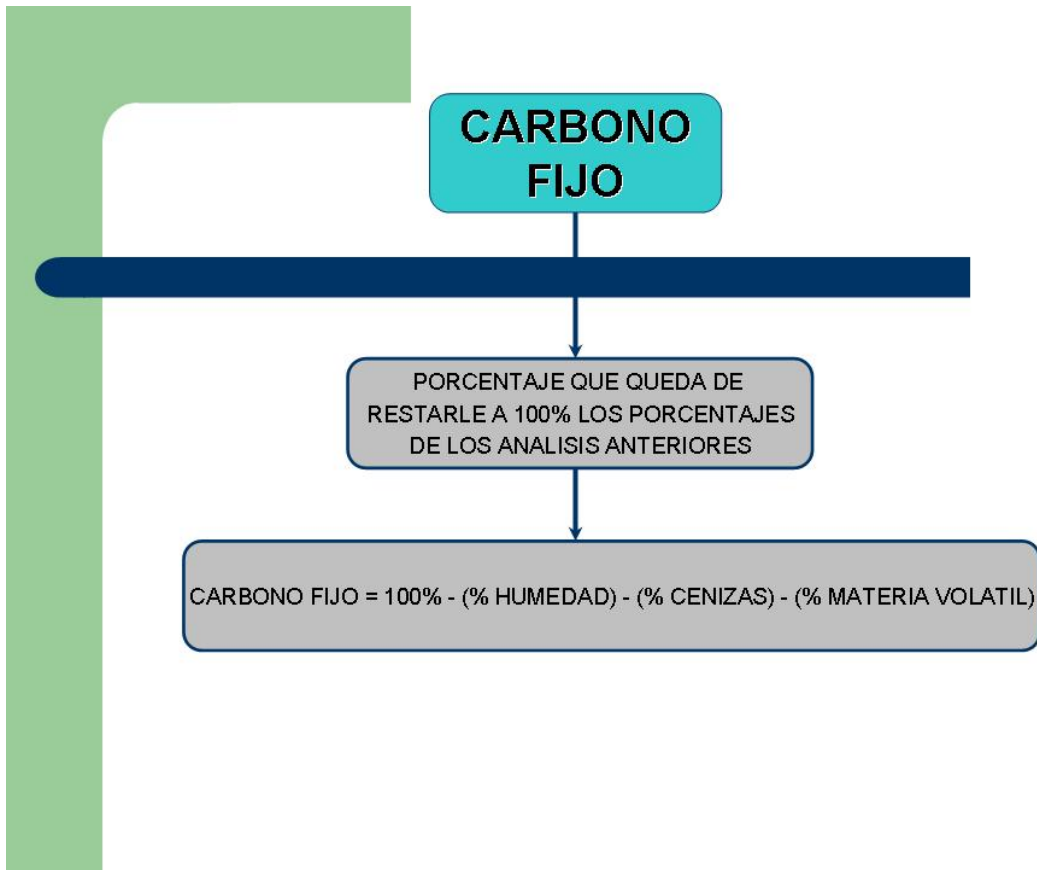 CARBONO
FIJO
PORCENTAJE QUE QUEDA DE
RESTARLE A 100% LOS PORCENTAJES
DE LOS ANALISIS ANTERIORES
CARBONO FIJO = 100% - (% HUMEDAD) - (% CENIZAS) - (% MATERIA VOLATIL)